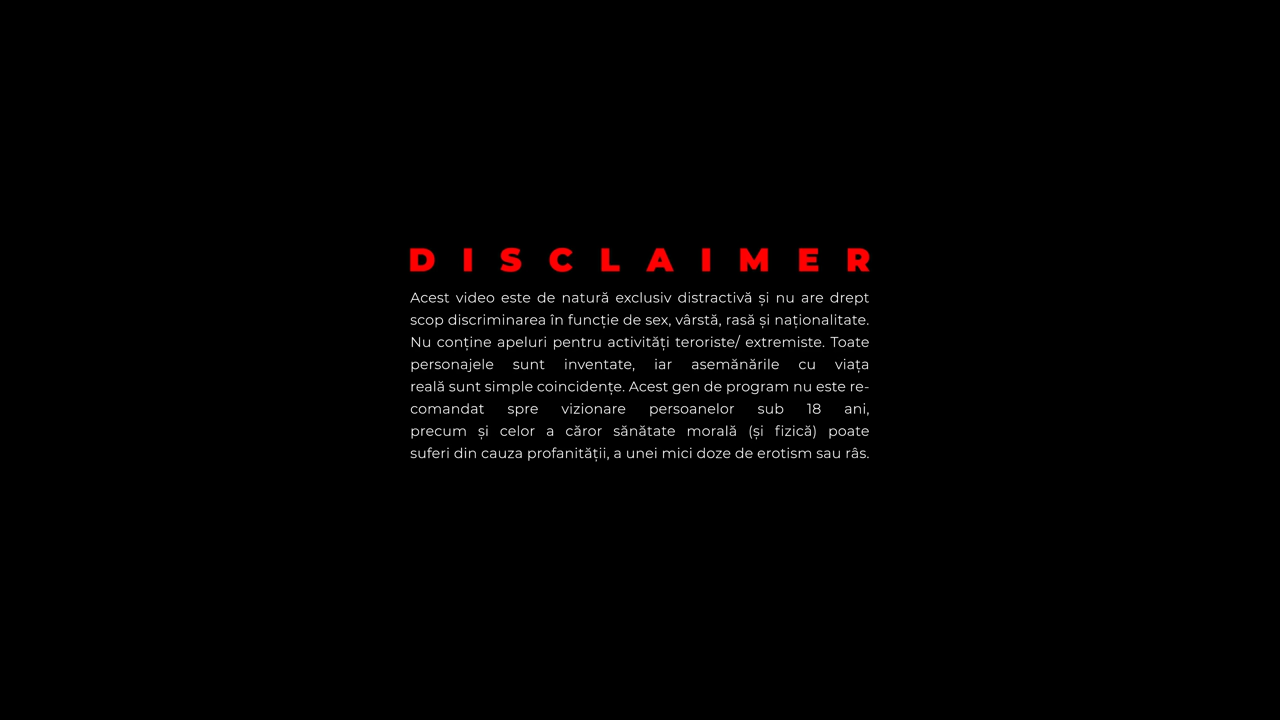 DISCLAIMER
Acest video este de natură exclusiv distractivă și nu are drept
scop discriminarea în funcție de sex, vârstă, rasă și naționalitate.
Nu conține apeluri pentru activități teroriste/ extremiste. Toate
personajele sunt inventate, iar asemănările cu viața
reală sunt simple coincidențe. Acest gen de program nu este re-
comandat spre vizionare persoanelor sub 18 ani,
precum și celor a căror sănătate morală (și fizică) poate
suferi din cauza profanității, a unei mici doze de erotism sau râs.